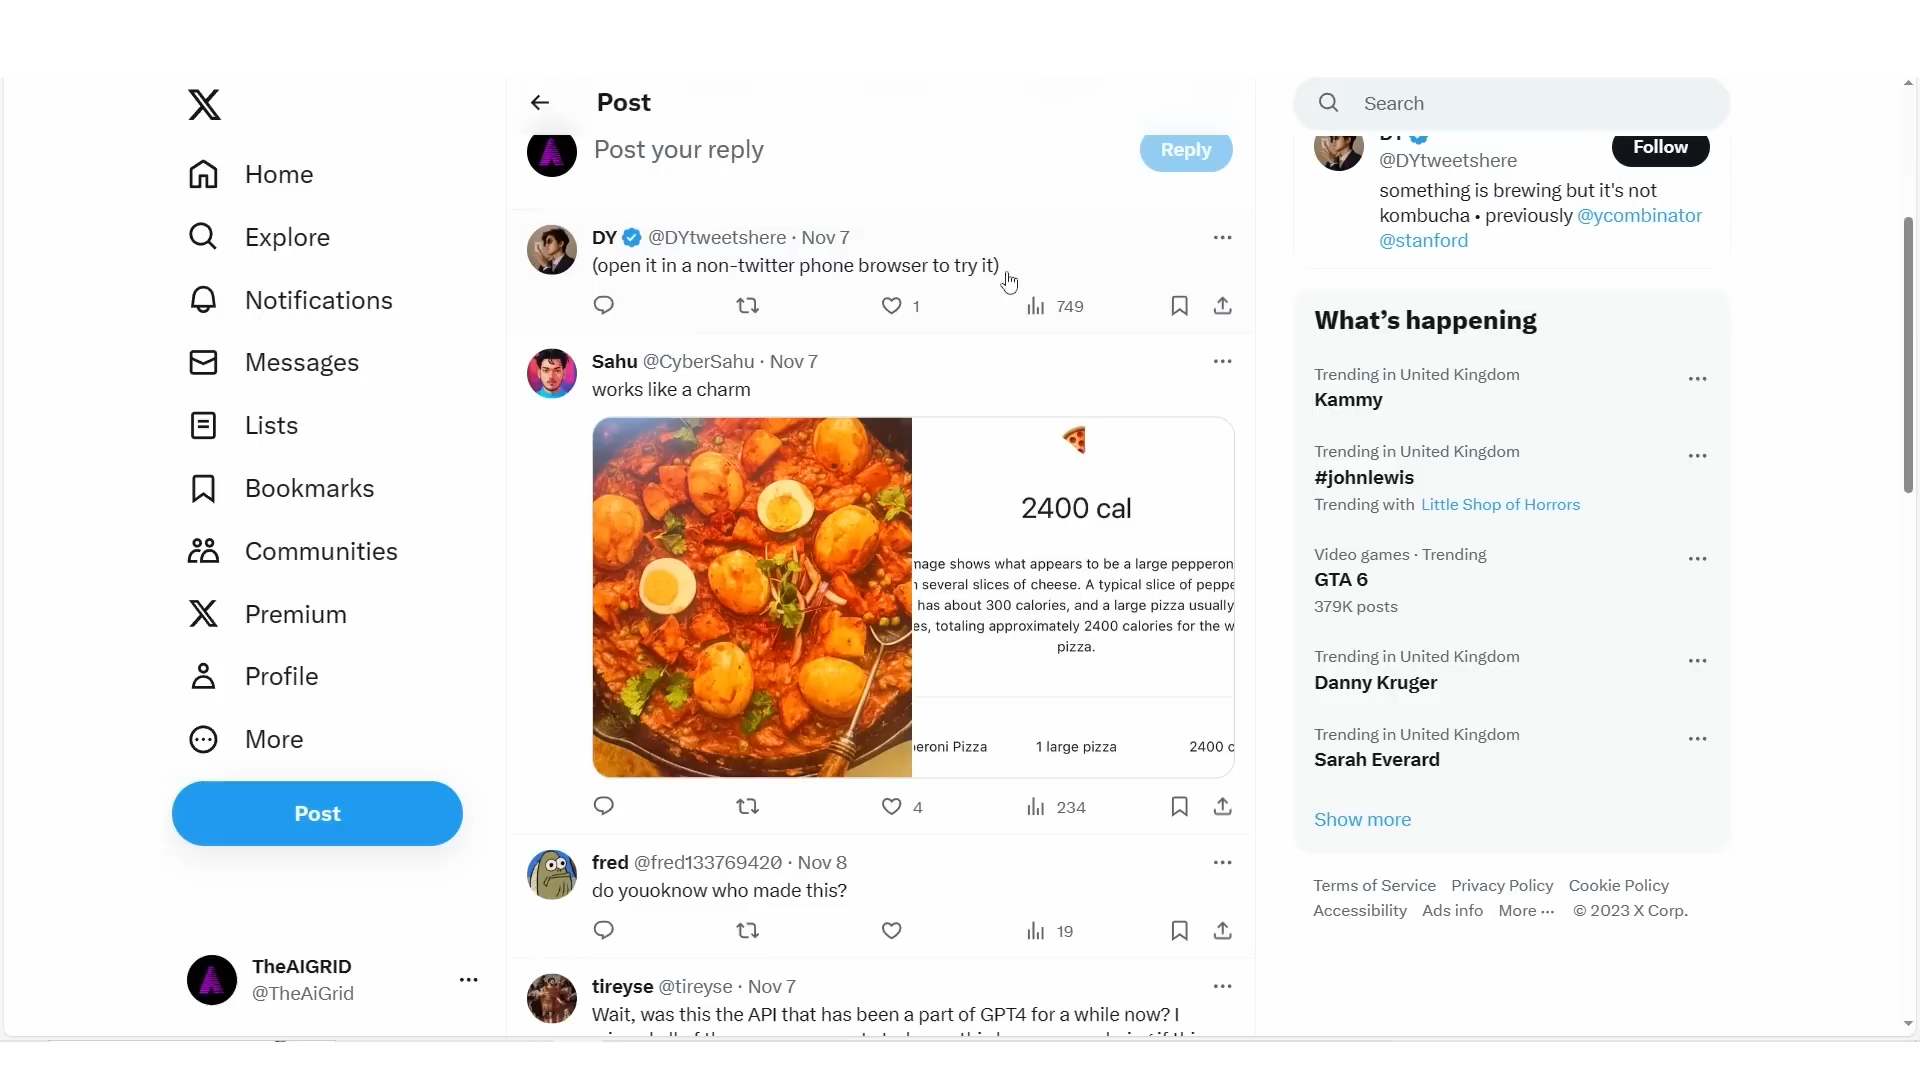 Home
Explore
Notifications
Messages
Lists
Bookmarks
Communities
Premium
Profile
More
Post
TheAIGRID
@TheAiGrid
Post
Post your reply
Reply
DY @DYtweetshere · Nov 7
(open it in a non-twitter phone browser to try it)
1
749
Sahu @CyberSahu · Nov 7
works like a charm
2400 cal
mage shows what appears to be a large pepperon
several slices of cheese. A typical slice of peppe
has about 300 calories, and a large pizza usually
es, totaling approximately 2400 calories for the w
pizza.
eroni Pizza 1 large pizza 2400 c
4
234
fred @fred133769420 · Nov 8
do youoknow who made this?
19
tireyse @tireyse · Nov 7
Wait, was this the API that has been a part of GPT4 for a while now? I
Search
@DYtweetshere
Follow
something is brewing but it's not
kombucha • previously @ycombinator
@stanford
What's happening
Trending in United Kingdom
Kammy
Trending in United Kingdom
#johnlewis
Trending with Little Shop of Horrors
Video games · Trending
GTA 6
379K posts
Trending in United Kingdom
Danny Kruger
Trending in United Kingdom
Sarah Everard
Show more
Terms of Service Privacy Policy Cookie Policy
Accessibility Ads info More ··· © 2023 X Corp.